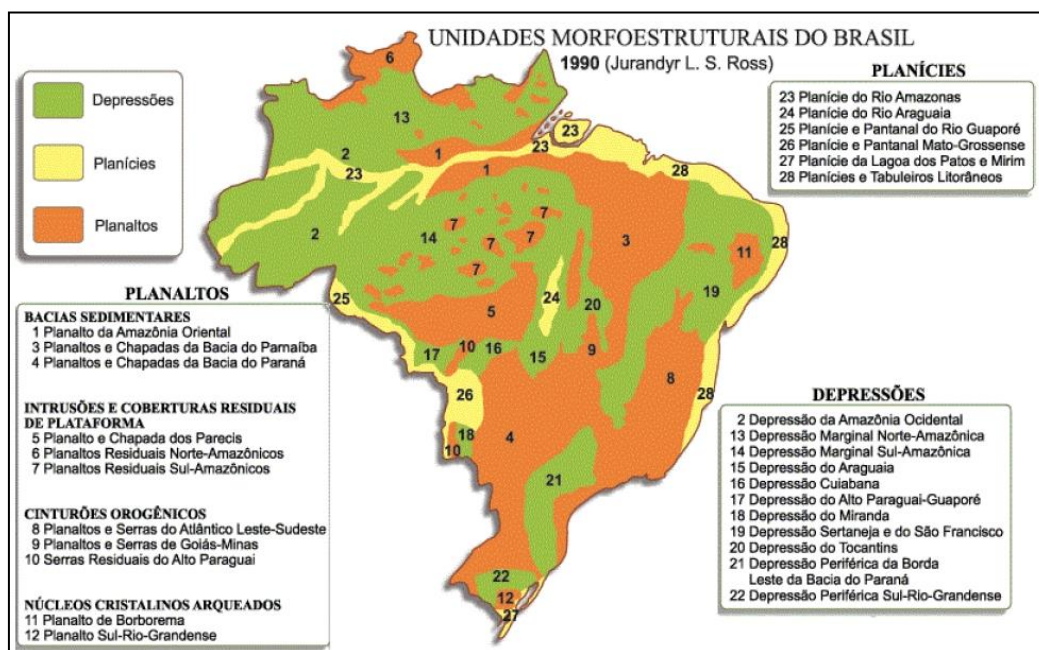 UNIDADES MORFOESTRUTURAIS DO BRASIL
1990 (Jurandyr L. S. Ross)
Depressões
Planícies
Planaltos
PLANÍCIES
23 Planície do Rio Amazonas
24 Planície do Rio Araguaia
25 Planície e Pantanal do Rio Guaporé
26 Planície e Pantanal Mato-Grossense
27 Planície da Lagoa dos Patos e Mirim
28 Planícies e Tabuleiros Litorâneos
6
13
23
1
23
2
1
28
23
7
7
2
14
7
7
3
11
28
7
19
25
24
20
5
10
16
17
15
9
26
8
28
4
18
10
21
22
12
27
PLANALTOS
BACIAS SEDIMENTARES
1 Planalto da Amazônia Oriental
3 Planaltos e Chapadas da Bacia do Parnaíba
4 Planaltos e Chapadas da Bacia do Paraná
INTRUSÕES E COBERTURAS RESIDUAIS
DE PLATAFORMA
5 Planalto e Chapada dos Parecis
6 Planaltos Residuais Norte-Amazônicos
7 Planaltos Residuais Sul-Amazônicos
CINTURÕES OROGÊNICOS
8 Planaltos e Serras do Atlântico Leste-Sudeste
9 Planaltos e Serras de Goiás-Minas
10 Serras Residuais do Alto Paraguai
NÚCLEOS CRISTALINOS ARQUEADOS
11 Planalto de Borborema
12 Planalto Sul-Rio-Grandense
DEPRESSÕES
2 Depressão da Amazônia Ocidental
13 Depressão Marginal Norte-Amazônica
14 Depressão Marginal Sul-Amazônica
15 Depressão do Araguaia
16 Depressão Cuiabana
17 Depressão do Alto Paraguai-Guaporé
18 Depressão do Miranda
19 Depressão Sertaneja e do São Francisco
20 Depressão do Tocantins
21 Depressão Periférica da Borda
Leste da Bacia do Paraná
22 Depressão Periférica Sul-Rio-Grandense